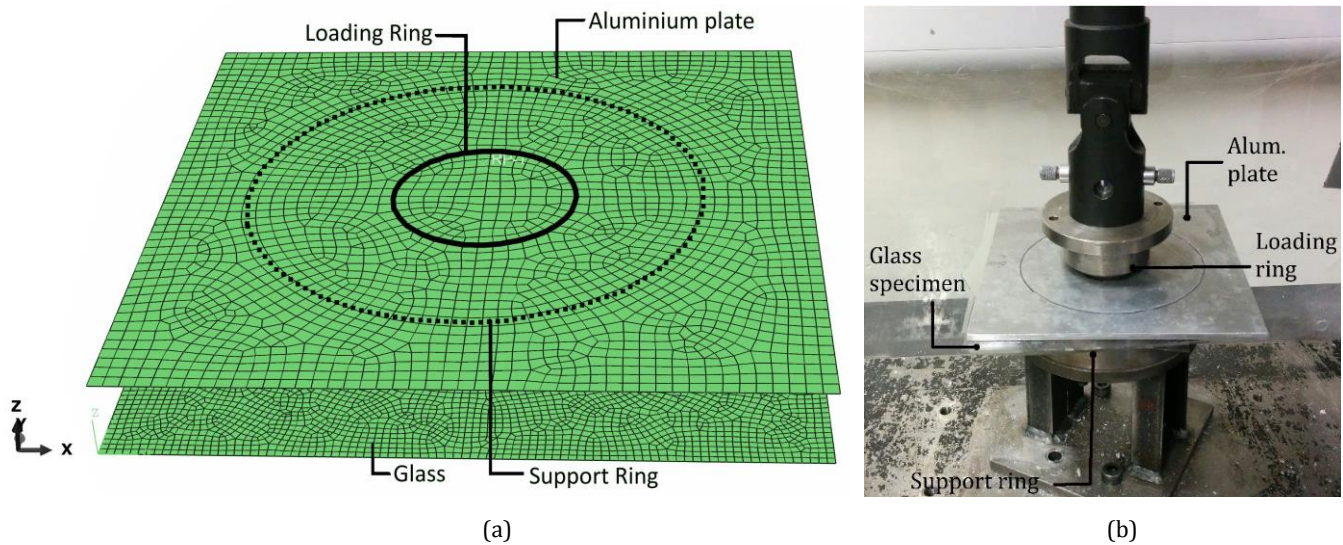 Loading Ring
Aluminium plate
Z
Y
X
z
Glass
Support Ring
(a)
Alum.
plate
Loading
ring
Glass
specimen
Support ring
(b)